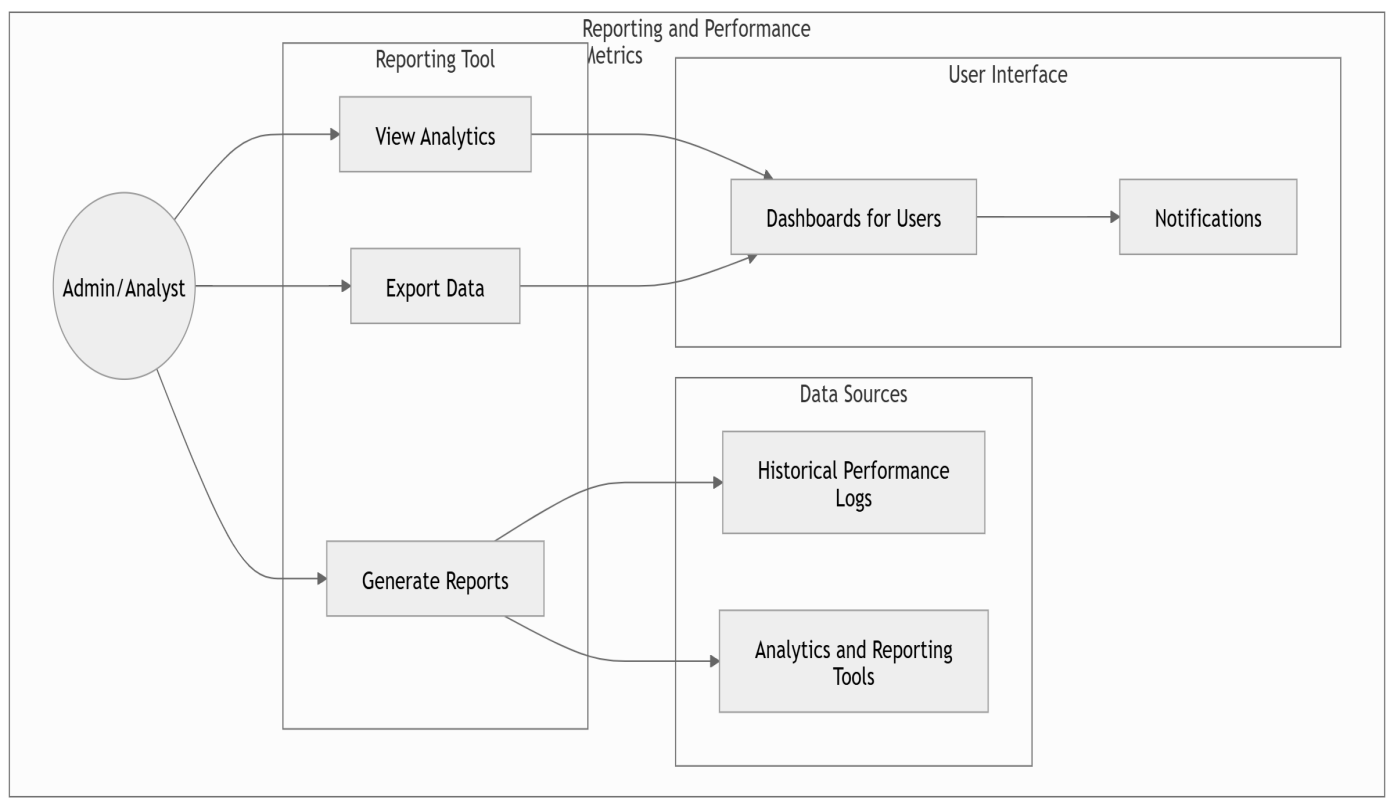 Reporting and Performance
Metrics
Reporting Tool
User Interface
View Analytics
Dashboards for Users
Notifications
Admin/Analyst
Export Data
Data Sources
Historical Performance
Logs
Generate Reports
Analytics and Reporting
Tools